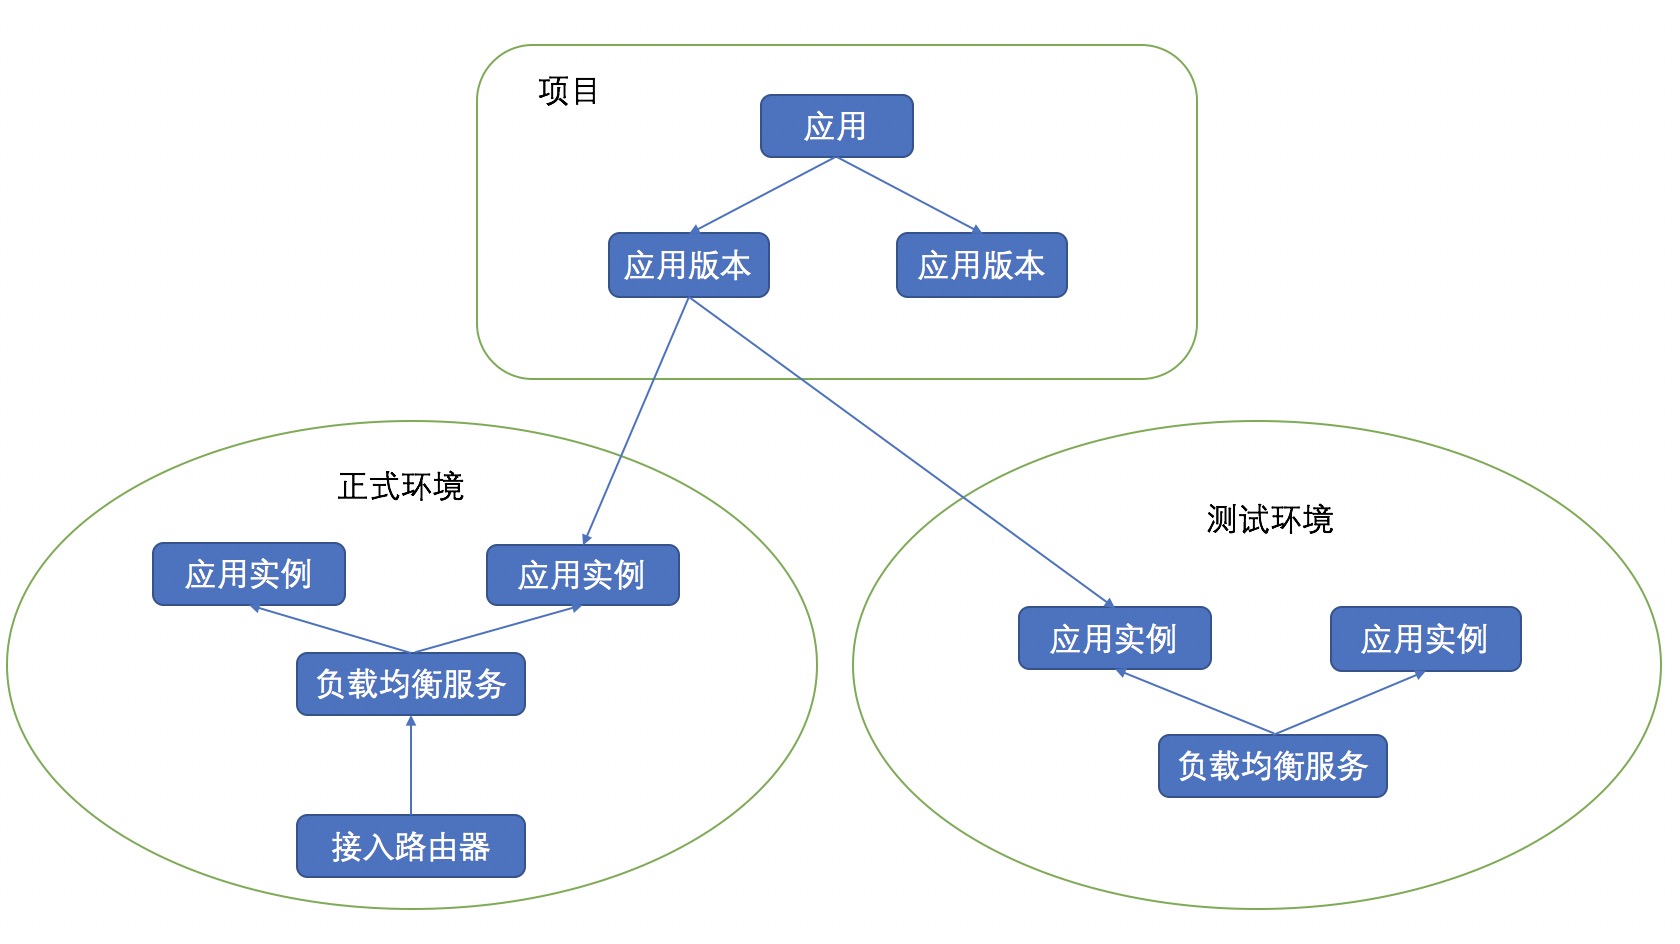 项目
应用
应用版本
应用版本
正式环境
测试环境
应用实例
应用实例
应用实例
应用实例
负载均衡服务
负载均衡服务
接入路由器